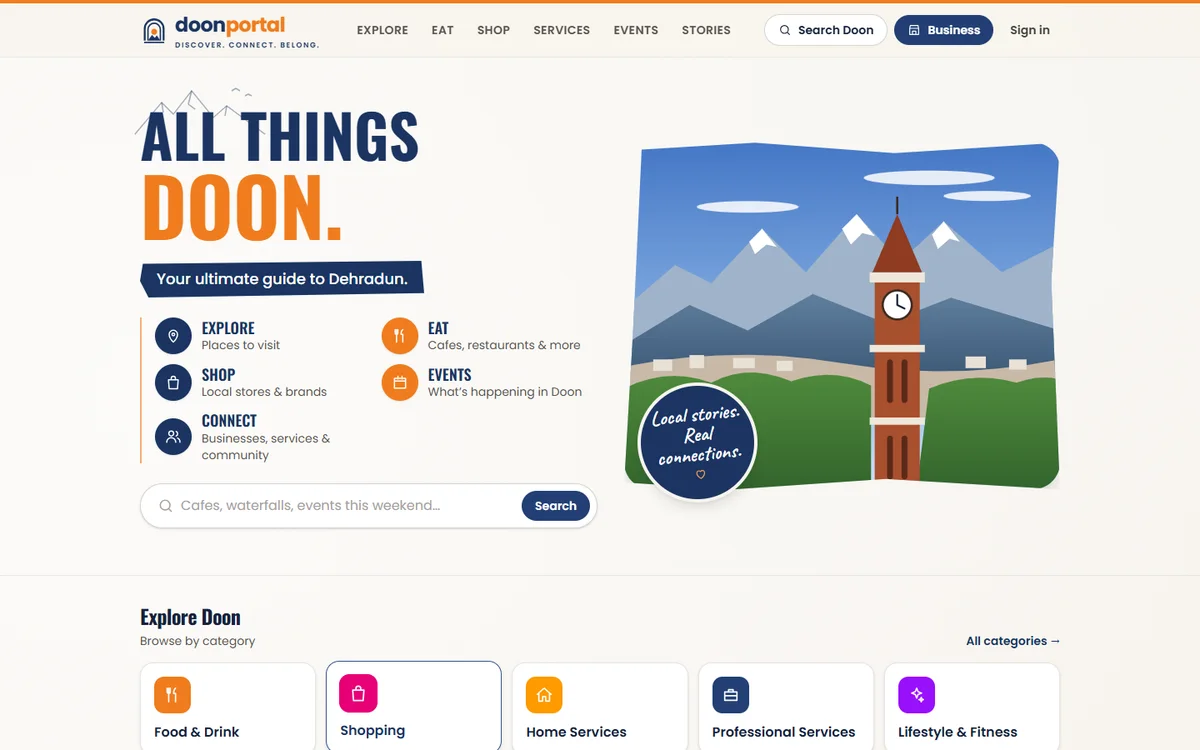 doonportal
DISCOVER. CONNECT. BELONG.
EXPLORE
EAT
SHOP
SERVICES
EVENTS
STORIES
Search Doon
Business
Sign in
ALL THINGS
DOON.
Your ultimate guide to Dehradun.
EXPLORE
Places to visit
EAT
Cafes, restaurants & more
SHOP
Local stores & brands
EVENTS
What's happening in Doon
CONNECT
Businesses, services &
community
Cafes, waterfalls, events this weekend...
Search
Local stories.
Real
connections.
Explore Doon
Browse by category
All categories →
Food & Drink
Shopping
Home Services
Professional Services
Lifestyle & Fitness